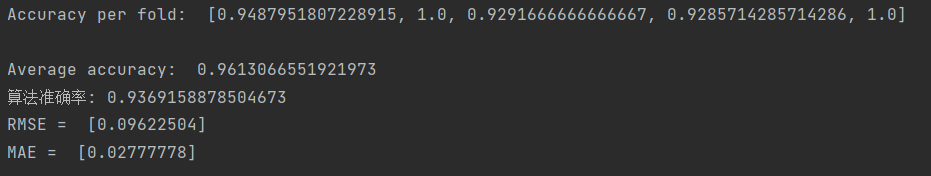 Accuracy per fold:  [0.9487951807228915, 1.0, 0.9291666666666667, 0.9285714285714286, 1.0]
Average accuracy:  0.9613066551921973
算法准确率: 0.9369158878504673
RMSE =  [0.09622504]
MAE =  [0.02777778]